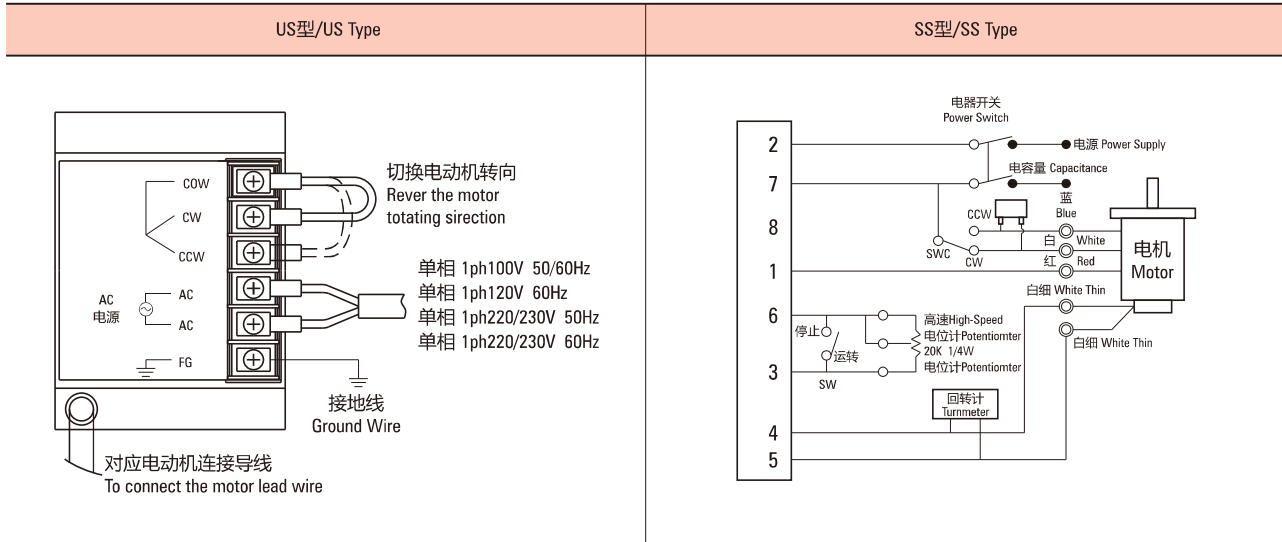 US型/US Type
COW
CW
CCW
AC
AC
FG
AC
电源
切换电动机转向
Rever the motor
totating sirection
单相 1ph100V 50/60Hz
单相 1ph120V 60Hz
单相 1ph220/230V 50Hz
单相 1ph220/230V 60Hz
接地线
Ground Wire
对应电动机连接导线
To connect the motor lead wire
SS型/SS Type
电器开关
Power Switch
2
电源 Power Supply
7
电容量 Capacitance
蓝
Blue
8
CCW
白 White
SWC
CW
1
红 Red
电机
Motor
白细 White Thin
6
高速High-Speed
停止
电位计Potentiomter
运转
20K 1/4W
3
电位计Potentiomter
SW
白细 White Thin
回转计
Turnmeter
4
5